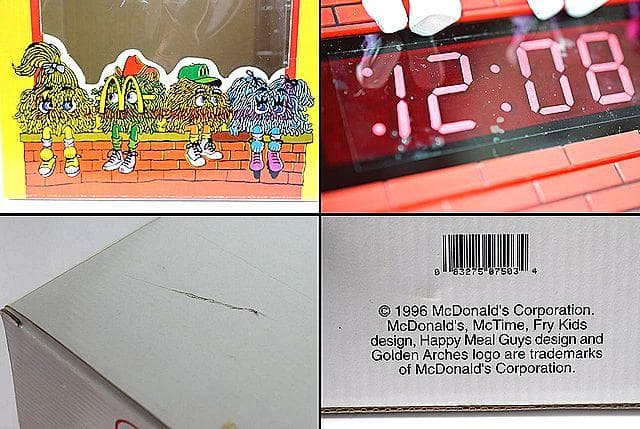 12:08
0 63275 07503 4
© 1996 McDonald's Corporation.
McDonald's, McTime, Fry Kids
design, Happy Meal Guys design and
Golden Arches logo are trademarks
of McDonald's Corporation.